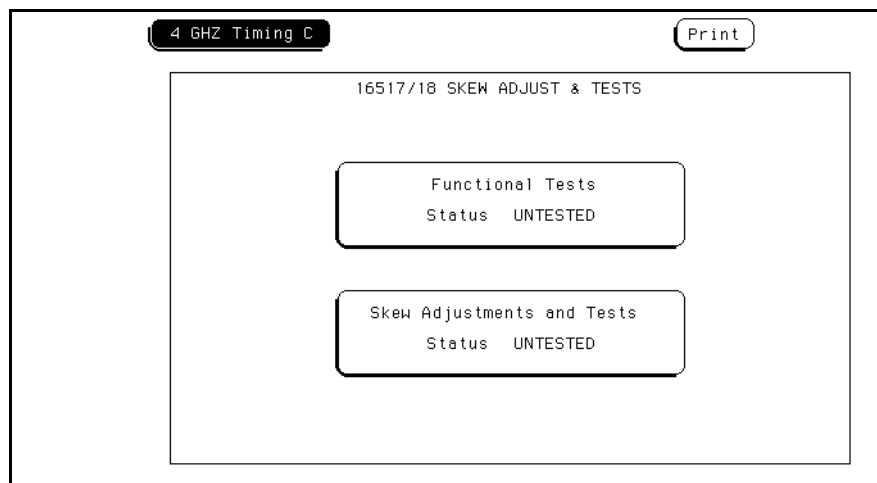 4 GHZ Timing C
Print
16517/18 SKEW ADJUST & TESTS
Functional Tests
Status UNTESTED
Skew Adjustments and Tests
Status UNTESTED